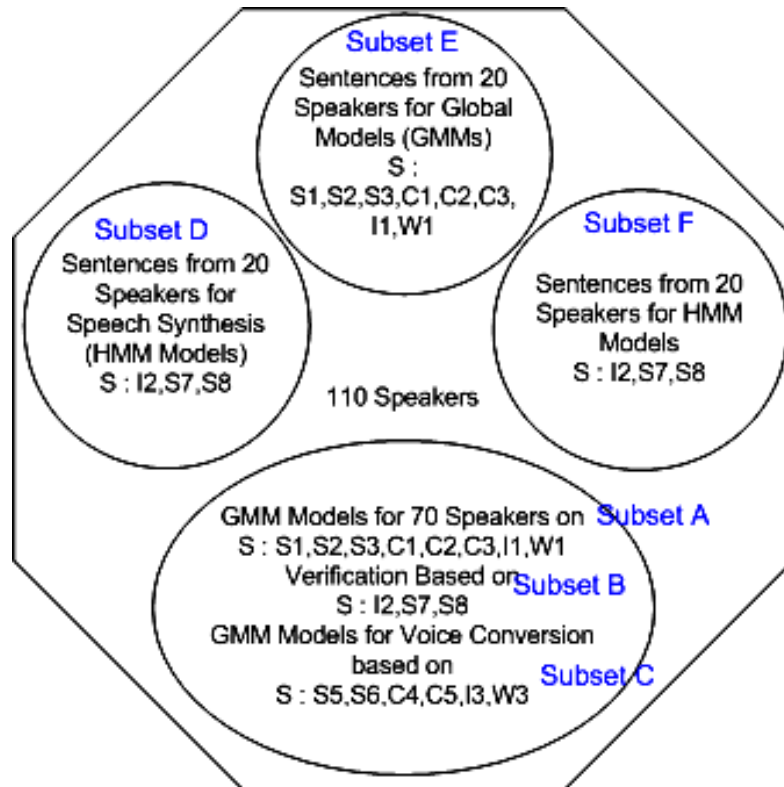 Subset E
Sentences from 20
Speakers for Global
Models (GMMs)
S :
S1,S2,S3,C1,C2,C3,
I1,W1
Subset D
Sentences from 20
Speakers for
Speech Synthesis
(HMM Models)
S : I2,S7,S8
Subset F
Sentences from 20
Speakers for HMM
Models
S : I2,S7,S8
110 Speakers
GMM Models for 70 Speakers on Subset A
S : S1,S2,S3,C1,C2,C3,I1,W1
Verification Based on Subset B
S : I2,S7,S8
GMM Models for Voice Conversion
based on Subset C
S : S5,S6,C4,C5,I3,W3